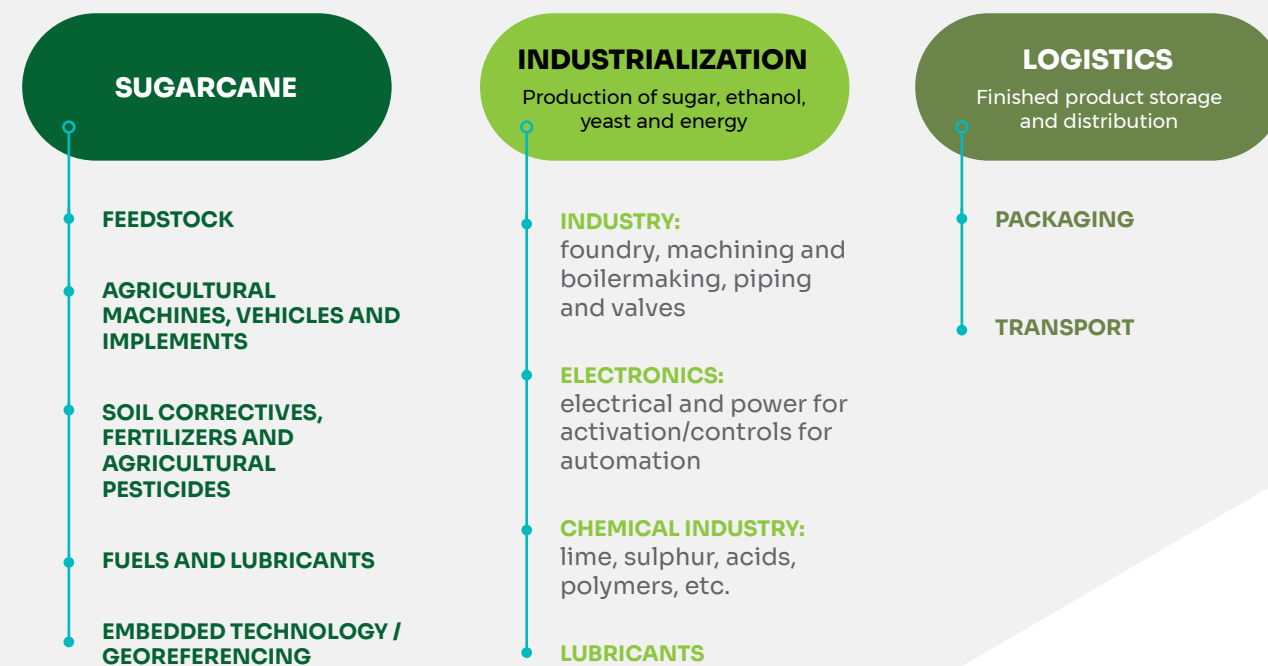 SUGARCANE
FEEDSTOCK
AGRICULTURAL
MACHINES, VEHICLES AND
IMPLEMENTS
SOIL CORRECTIVES,
FERTILIZERS AND
AGRICULTURAL
PESTICIDES
FUELS AND LUBRICANTS
EMBEDDED TECHNOLOGY /
GEOREFERENCING
INDUSTRIALIZATION
Production of sugar, ethanol,
yeast and energy
INDUSTRY:
foundry, machining and
boilermaking, piping
and valves
ELECTRONICS:
electrical and power for
activation/controls for
automation
CHEMICAL INDUSTRY:
lime, sulphur, acids,
polymers, etc.
LUBRICANTS
LOGISTICS
Finished product storage
and distribution
PACKAGING
TRANSPORT